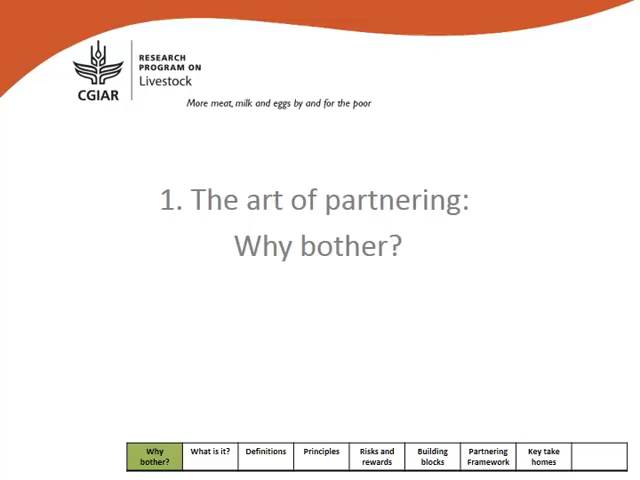 RESEARCH
PROGRAM ON
Livestock
CGIAR
More meat, milk and eggs by and for the poor
1. The art of partnering:
Why bother?
Why bother?
What is it?
Definitions
Principles
Risks and rewards
Building blocks
Partnering Framework
Key take homes